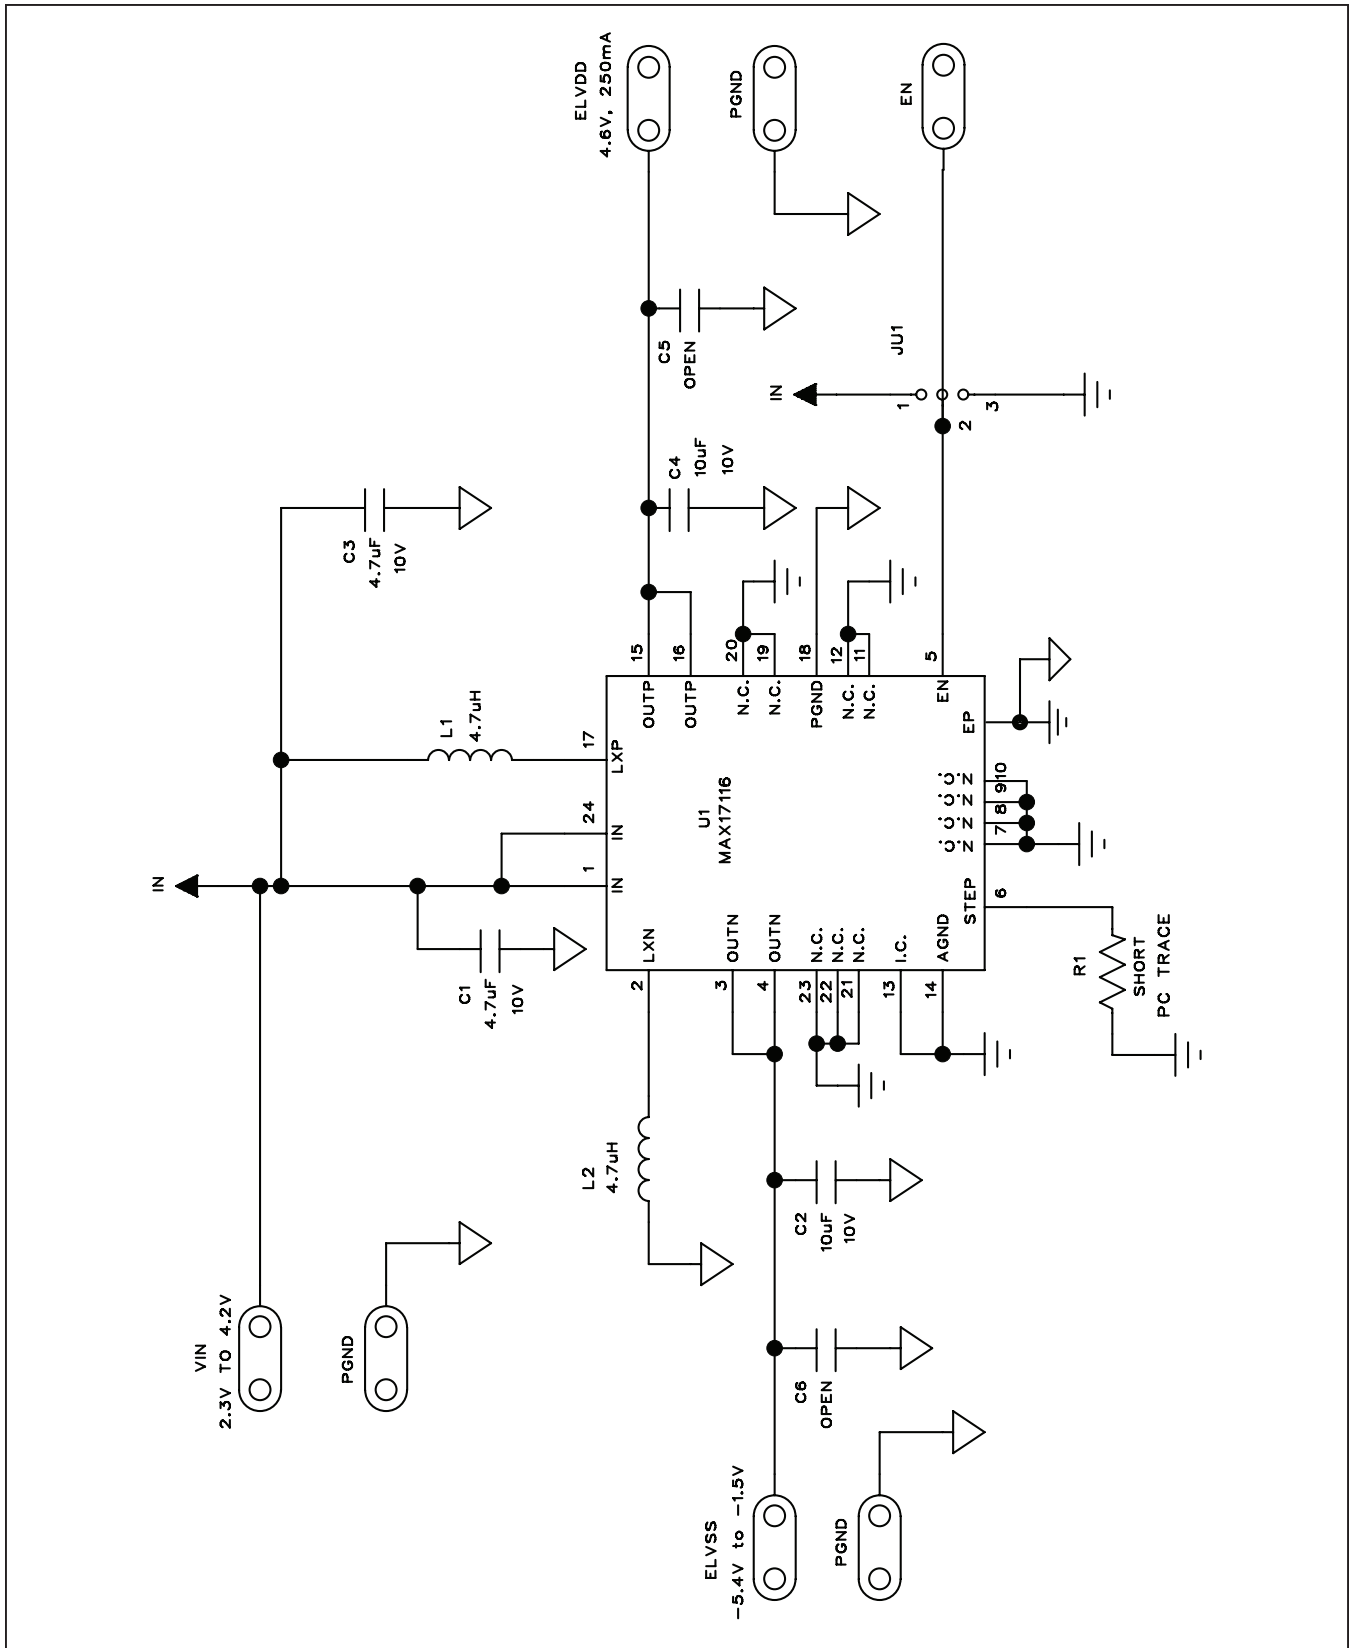 VIN
2.3V TO 4.2V
PGND
ELVSS
-5.4V to -1.5V
PGND
IN
C1
4.7uF
10V
C3
4.7uF
10V
L1
4.7uH
L2
4.7uH
C2
10uF
10V
C6
OPEN
U1
MAX17116
1
IN
24
IN
17
LXP
2
LXN
3
OUTN
4
OUTN
23
N.C.
22
N.C.
21
N.C.
13
I.C.
14
AGND
15
OUTP
16
OUTP
20
N.C.
19
N.C.
18
PGND
12
N.C.
11
N.C.
5
EN
EP
10
N.C.
9
N.C.
8
N.C.
7
N.C.
6
STEP
R1
SHORT
PC TRACE
C4
10uF
10V
C5
OPEN
JU1
IN
1
2
3
ELVDD
4.6V, 250mA
PGND
EN